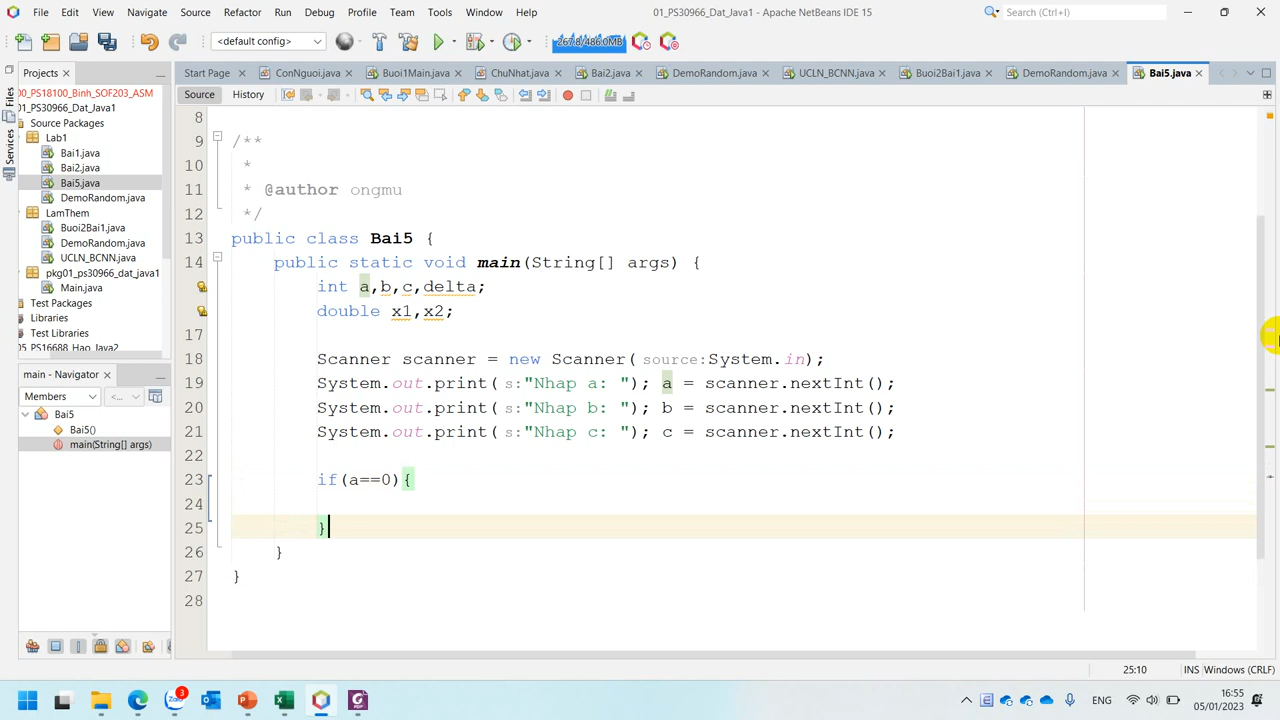 File Edit View Navigate Source Refactor Run Debug Profile Team Tools Window Help
01_PS30966_Dat_Java1 - Apache NetBeans IDE 15
Search (Ctrl+I)
<default config>
267.8/486.0MB
Projects
Start Page ConNguoi.java Buoi1Main.java ChuNhat.java Bai2.java DemoRandom.java UCLN_BCNN.java Buoi2Bai1.java DemoRandom.java Bai5.java
Files
Services
Source History
00_PS18100_Binh_SOF203_ASM
01_PS30966_Dat_Java1
Source Packages
Lab1
Bai1.java
Bai2.java
Bai5.java
DemoRandom.java
LamThem
Buoi2Bai1.java
DemoRandom.java
UCLN_BCNN.java
pkg01_ps30966_dat_java1
Main.java
Test Packages
Libraries
Test Libraries
05_PS16688_Hao_Java2
main - Navigator
Members
<...
Bai5
Bai5()
main(String[] args)
8
9 /**
10 *
11 * @author ongmu
12 */
13 public class Bai5 {
14 public static void main(String[] args) {
int a,b,c,delta;
double x1,x2;
17
18 Scanner scanner = new Scanner( source:System.in);
19 System.out.print( s:"Nhap a: "); a = scanner.nextInt();
20 System.out.print( s:"Nhap b: "); b = scanner.nextInt();
21 System.out.print( s:"Nhap c: "); c = scanner.nextInt();
22
23 if(a==0){
24
25 }
26 }
27 }
28
25:10 INS Windows (CRLF)
Zalo
3
ENG
16:55
05/01/2023